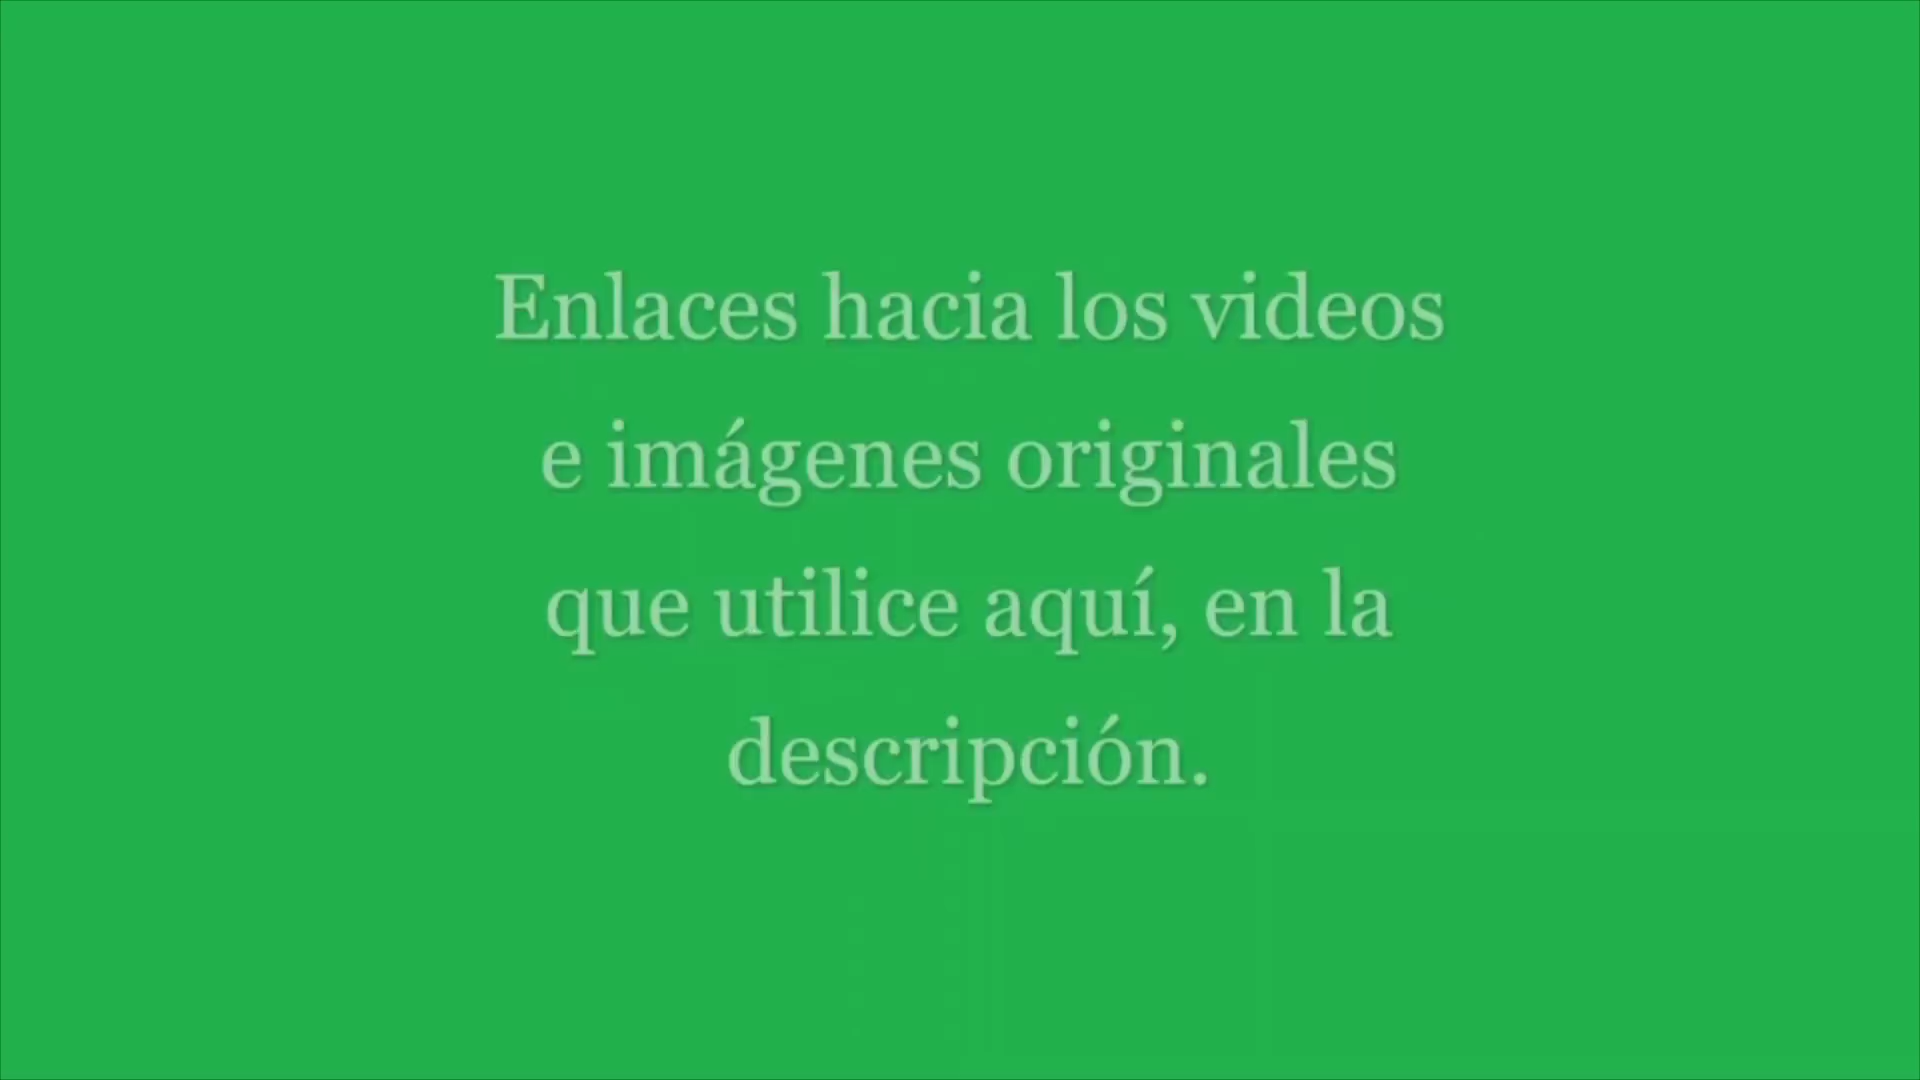 Enlaces hacia los videos
e imágenes originales
que utilice aquí, en la
descripción.